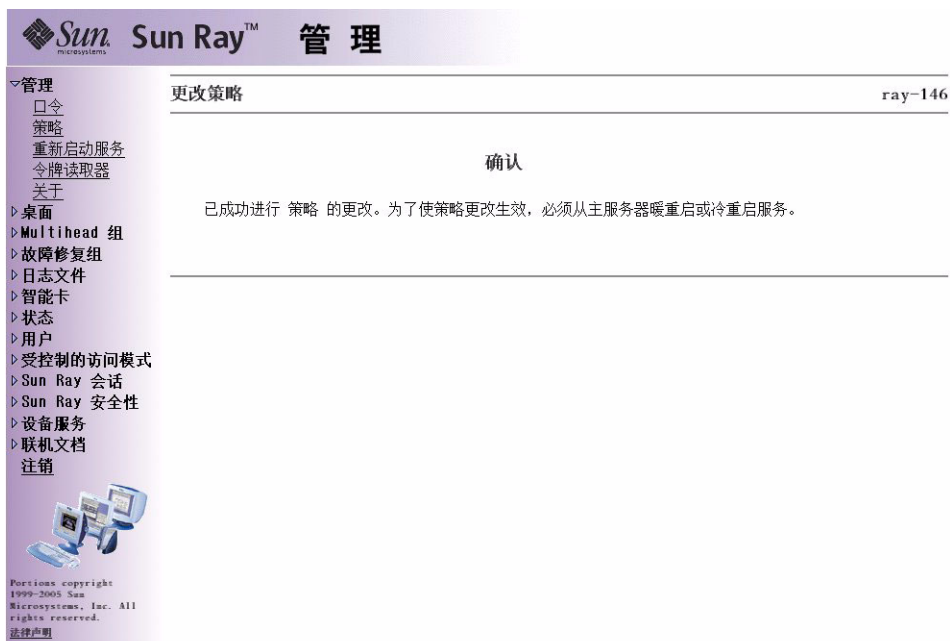 Sun microsystems Sun Ray™ 管 理
▽管理
口令
策略
重新启动服务
令牌读取器
关于
▷桌面
▷Multihead 组
▷故障修复组
▷日志文件
▷智能卡
▷状态
▷用户
▷受控制的访问模式
▷Sun Ray 会话
▷Sun Ray 安全性
▷设备服务
▷联机文档
注销
Portions copyright
1999-2005 Sun
Microsystems, Inc. All
rights reserved.
法律声明
更改策略 ray-146
确认
已成功进行 策略 的更改。为了使策略更改生效，必须从主服务器暖重启或冷重启服务。